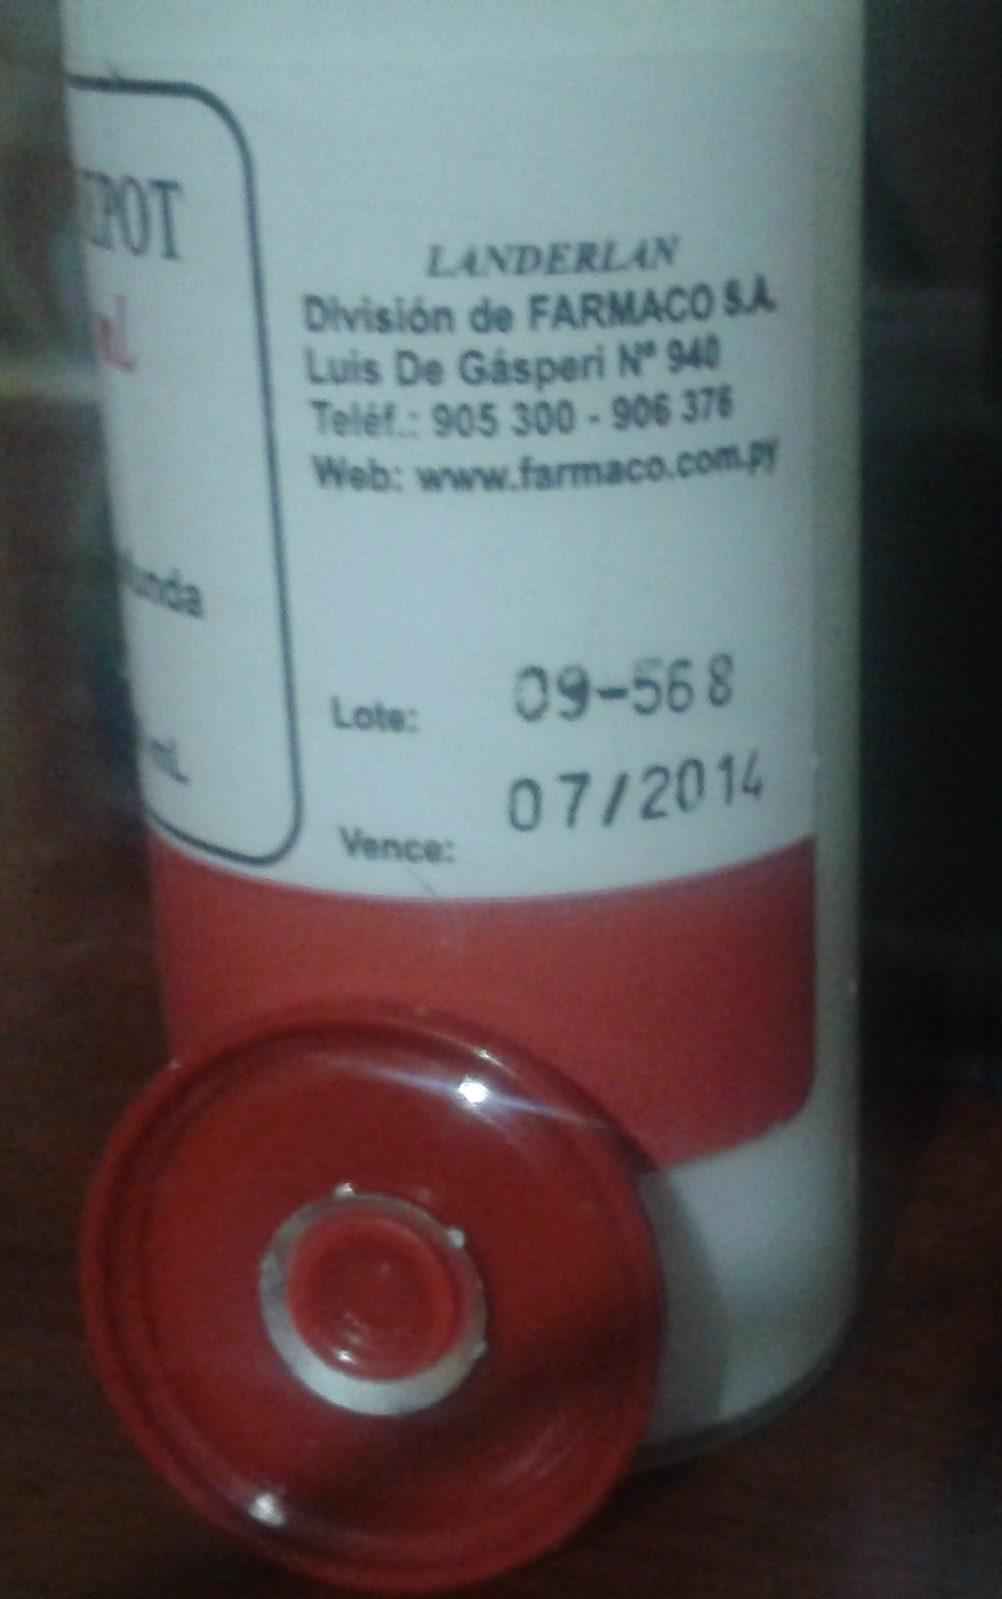 LANDERLAN
División de FARMACO S.A.
Luis De Gásperi Nº 940
Teléf.: 905 300 - 906 376
Web: www.farmaco.com.py
Lote: 09-568
Vence: 07/2014
mL